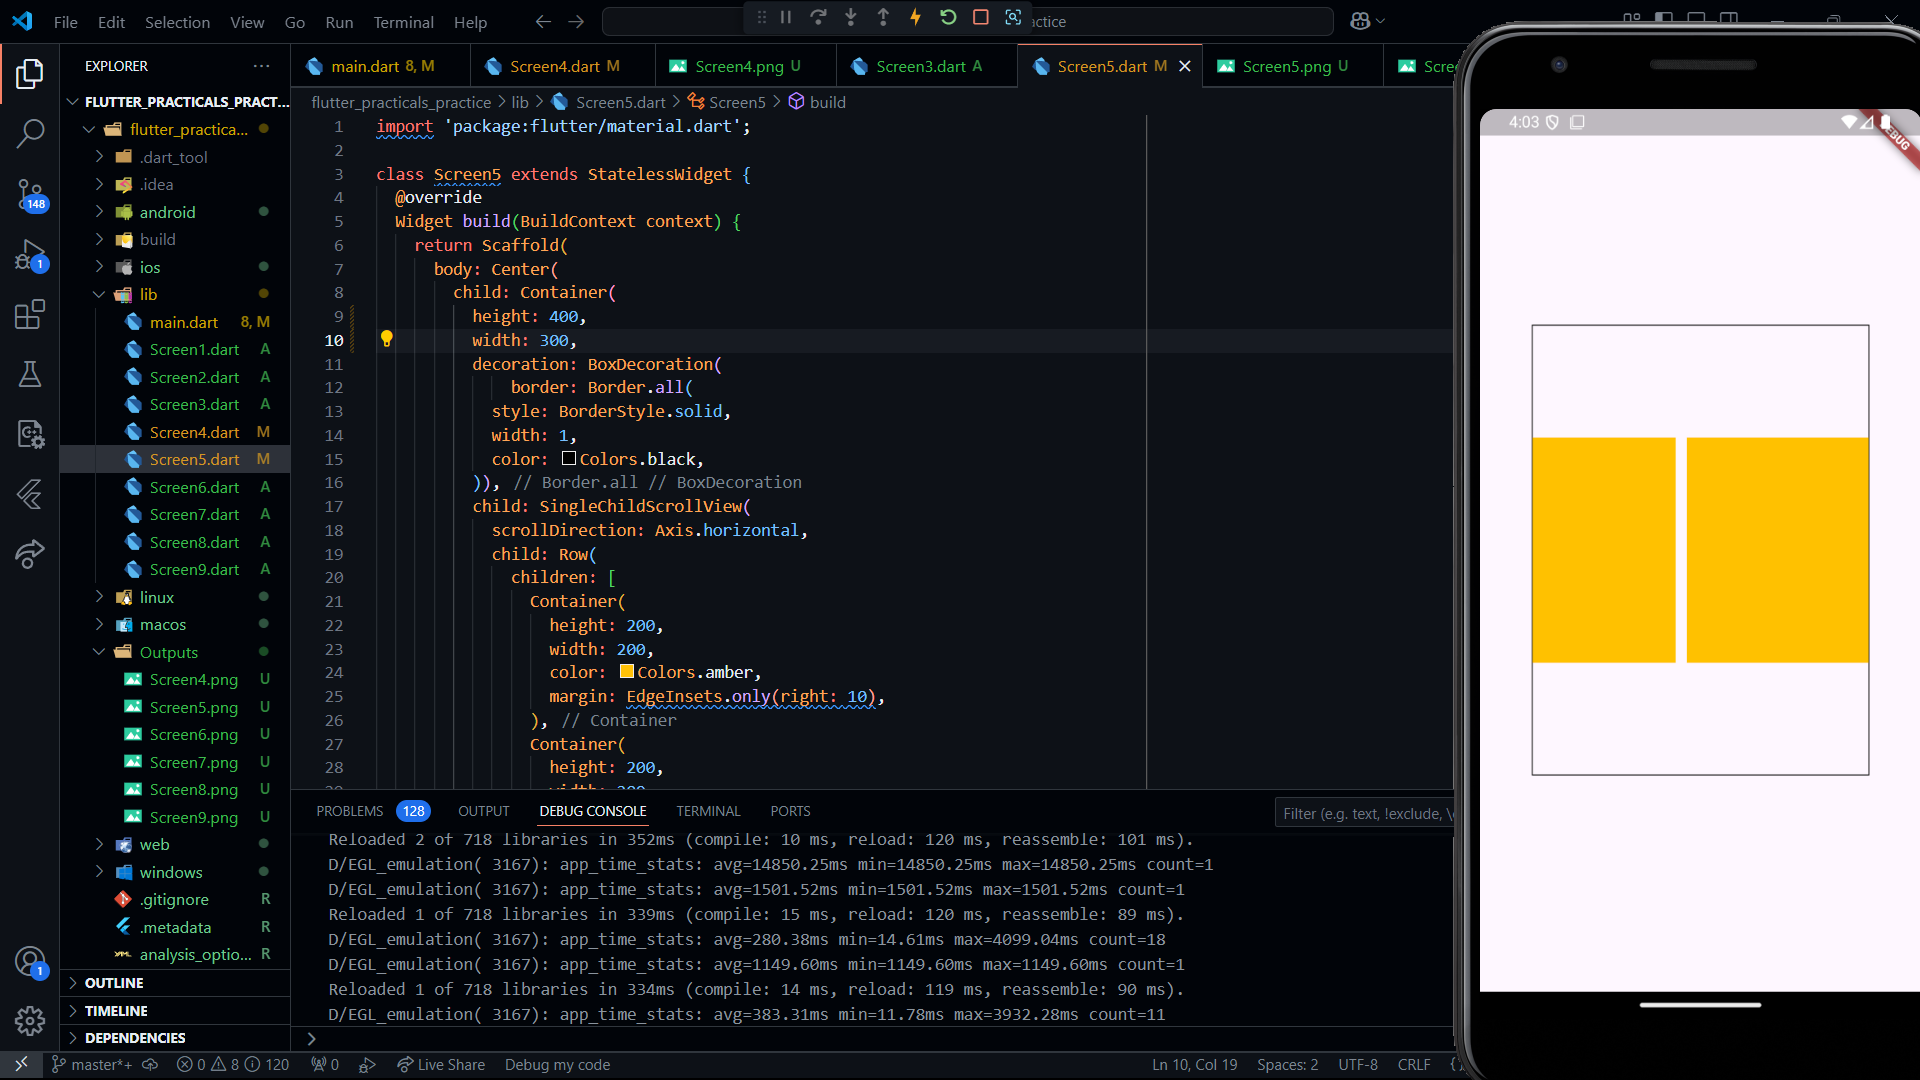 File Edit Selection View Go Run Terminal Help
ctice
EXPLORER
main.dart 8, M
Screen4.dart M
Screen4.png U
Screen3.dart A
Screen5.dart M
Screen5.png U
Scre
FLUTTER_PRACTICALS_PRACT...
flutter_practica...
.dart_tool
.idea
android
build
ios
lib
main.dart 8, M
Screen1.dart A
Screen2.dart A
Screen3.dart A
Screen4.dart M
Screen5.dart M
Screen6.dart A
Screen7.dart A
Screen8.dart A
Screen9.dart A
linux
macos
Outputs
Screen4.png U
Screen5.png U
Screen6.png U
Screen7.png U
Screen8.png U
Screen9.png U
web
windows
.gitignore R
.metadata R
analysis_optio... R
OUTLINE
TIMELINE
DEPENDENCIES
148
1
1
flutter_practicals_practice > lib > Screen5.dart > Screen5 > build
1 import 'package:flutter/material.dart';
2
3 class Screen5 extends StatelessWidget {
4 @override
5 Widget build(BuildContext context) {
6 return Scaffold(
7 body: Center(
8 child: Container(
9 height: 400,
10 width: 300,
11 decoration: BoxDecoration(
12 border: Border.all(
13 style: BorderStyle.solid,
14 width: 1,
15 color: Colors.black,
16 )), // Border.all // BoxDecoration
17 child: SingleChildScrollView(
18 scrollDirection: Axis.horizontal,
19 child: Row(
20 children: [
21 Container(
22 height: 200,
23 width: 200,
24 color: Colors.amber,
25 margin: EdgeInsets.only(right: 10),
26 ), // Container
27 Container(
28 height: 200,
PROBLEMS 128 OUTPUT DEBUG CONSOLE TERMINAL PORTS
Filter (e.g. text, !exclude, \
Reloaded 2 of 718 libraries in 352ms (compile: 10 ms, reload: 120 ms, reassemble: 101 ms).
D/EGL_emulation( 3167): app_time_stats: avg=14850.25ms min=14850.25ms max=14850.25ms count=1
D/EGL_emulation( 3167): app_time_stats: avg=1501.52ms min=1501.52ms max=1501.52ms count=1
Reloaded 1 of 718 libraries in 339ms (compile: 15 ms, reload: 120 ms, reassemble: 89 ms).
D/EGL_emulation( 3167): app_time_stats: avg=280.38ms min=14.61ms max=4099.04ms count=18
D/EGL_emulation( 3167): app_time_stats: avg=1149.60ms min=1149.60ms max=1149.60ms count=1
Reloaded 1 of 718 libraries in 334ms (compile: 14 ms, reload: 119 ms, reassemble: 90 ms).
D/EGL_emulation( 3167): app_time_stats: avg=383.31ms min=11.78ms max=3932.28ms count=11
master*+ 0 8 120 0 Live Share Debug my code
Ln 10, Col 19 Spaces: 2 UTF-8 CRLF {
4:03